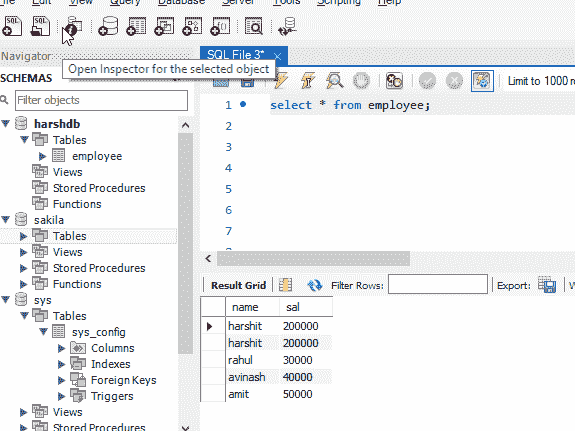 Edit View Query Database Server Tools Scripting Help
Navigator
SQL File 3*
Open Inspector for the selected object
SCHEMAS
Limit to 1000 r
Filter objects
1 select * from employee;
2
3
4
5
6
7
harshdb
Tables
employee
Views
Stored Procedures
Functions
sakila
Tables
Views
Stored Procedures
Functions
sys
Tables
sys_config
Columns
Indexes
Foreign Keys
Triggers
Views
Stored Procedures
Result Grid Filter Rows: Export:
name sal
harshit 200000
harshit 200000
rahul 30000
avinash 40000
amit 50000